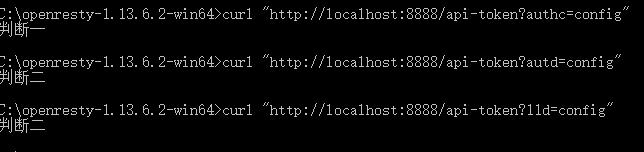 C:\openresty-1.13.6.2-win64>curl "http://localhost:8888/api-token?authc=config"
判断一
C:\openresty-1.13.6.2-win64>curl "http://localhost:8888/api-token?autd=config"
判断二
C:\openresty-1.13.6.2-win64>curl "http://localhost:8888/api-token?lld=config"
判断二